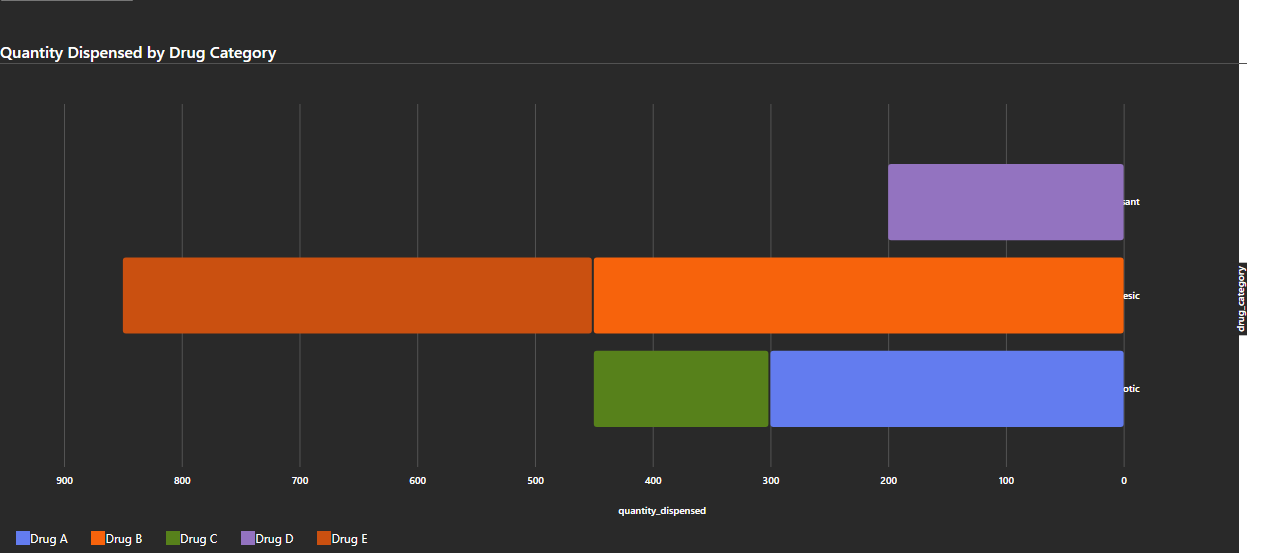 Quantity Dispensed by Drug Category
sant
esic
otic
drug_category
900 800 700 600 500 400 300 200 100 0
quantity_dispensed
Drug A Drug B Drug C Drug D Drug E